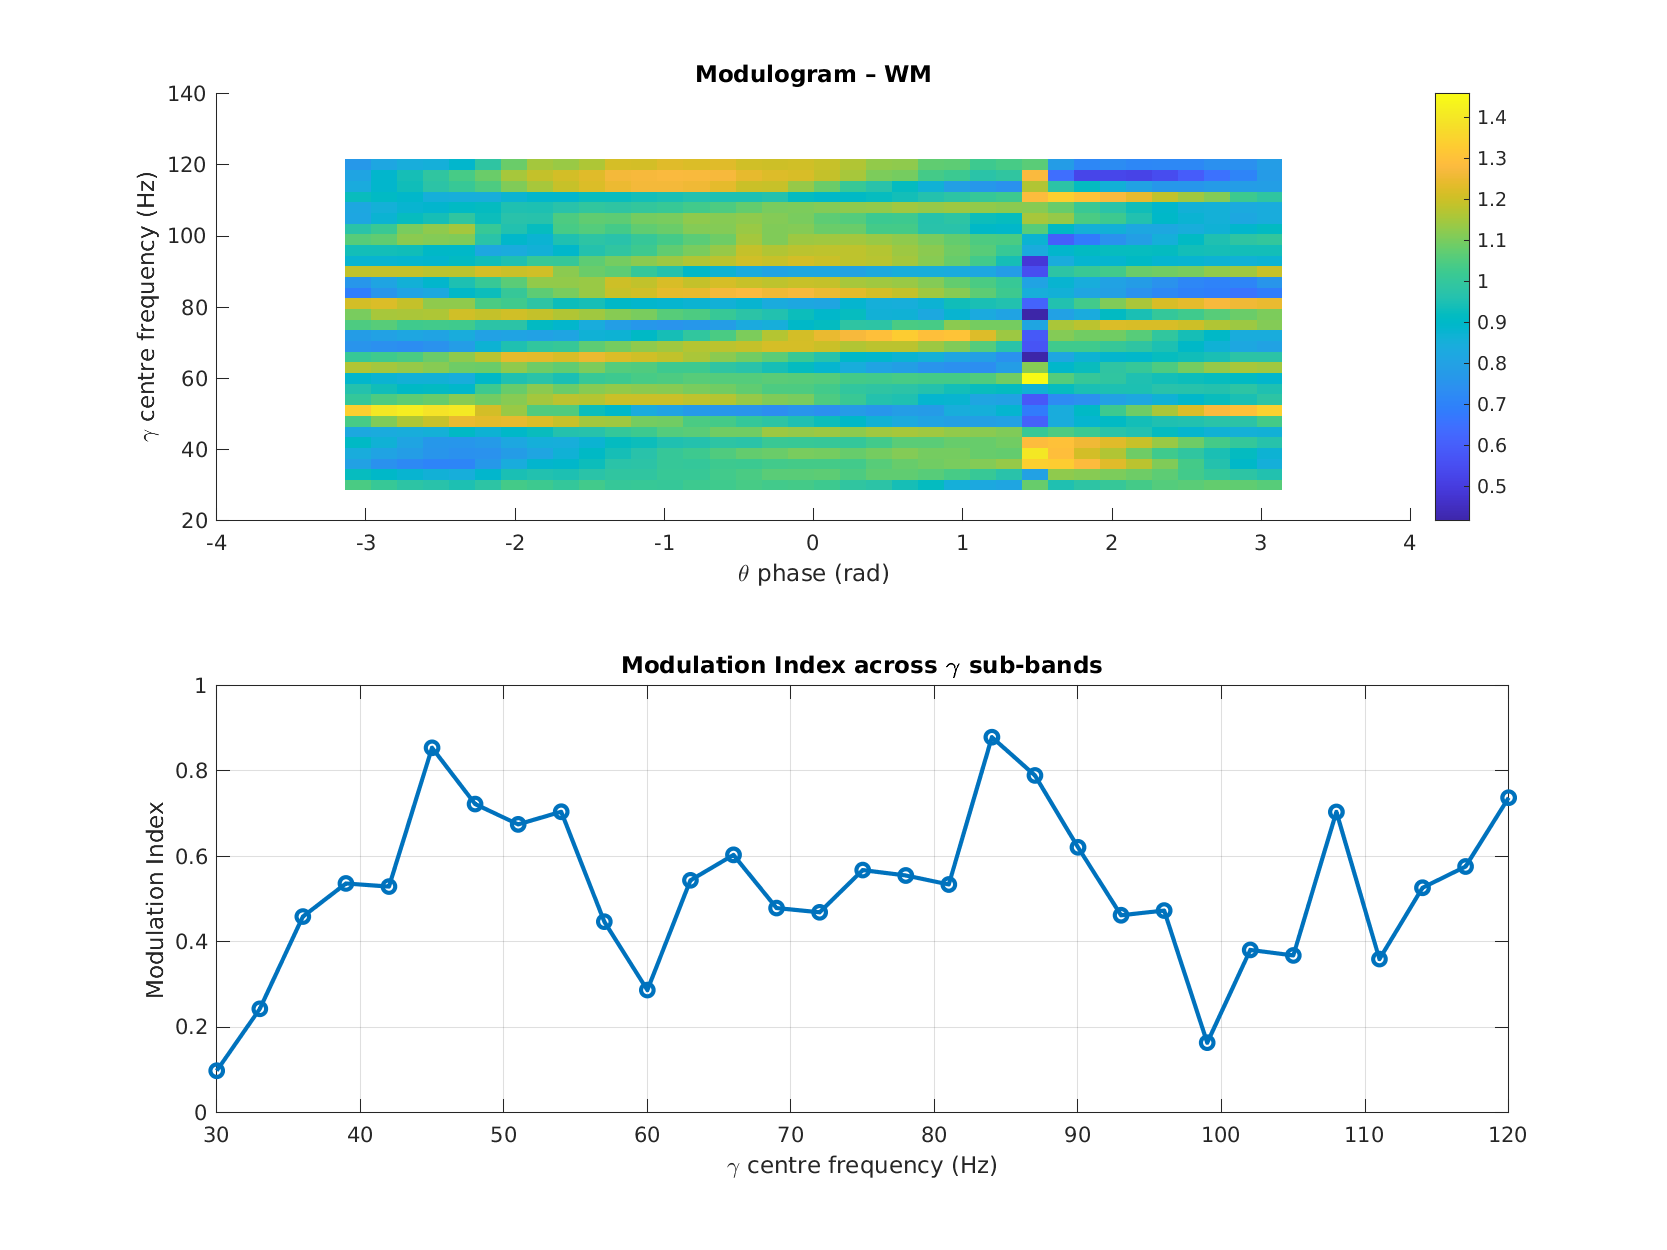 Modulogram – WM
γ centre frequency (Hz)
140
120
100
80
60
40
20
-4 -3 -2 -1 0 1 2 3 4
θ phase (rad)
1.4
1.3
1.2
1.1
1
0.9
0.8
0.7
0.6
0.5
Modulation Index across γ sub-bands
Modulation Index
1
0.8
0.6
0.4
0.2
0
30 40 50 60 70 80 90 100 110 120
γ centre frequency (Hz)